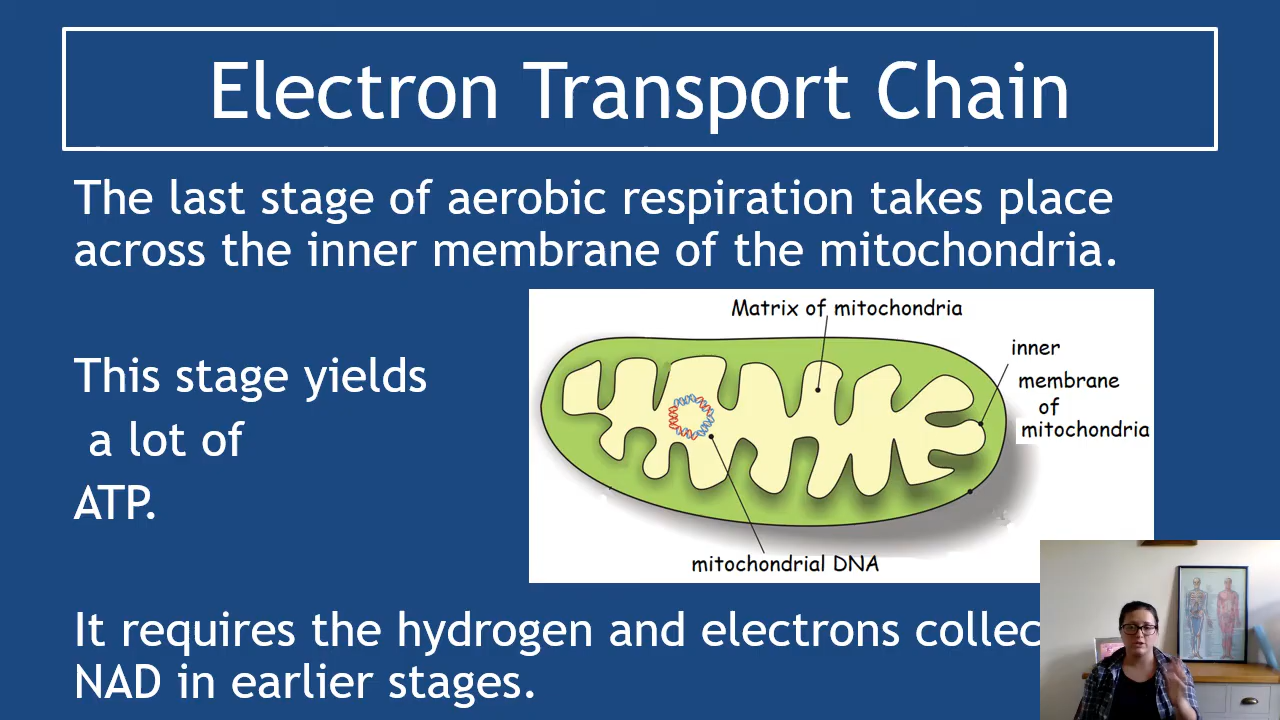 Electron Transport Chain
The last stage of aerobic respiration takes place
across the inner membrane of the mitochondria.
This stage yields
a lot of
ATP.
Matrix of mitochondria
inner
membrane
of
mitochondria
mitochondrial DNA
It requires the hydrogen and electrons collec
NAD in earlier stages.